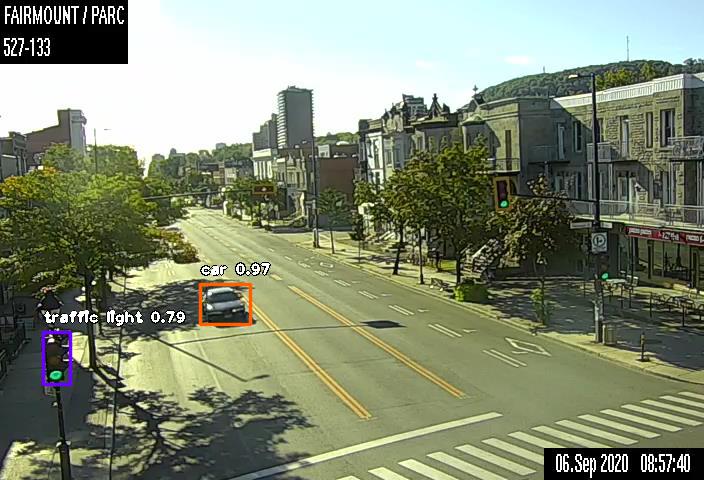 FAIRMOUNT / PARC
527-133
car 0.97
traffic light 0.79
06.Sep 2020 08:57:40